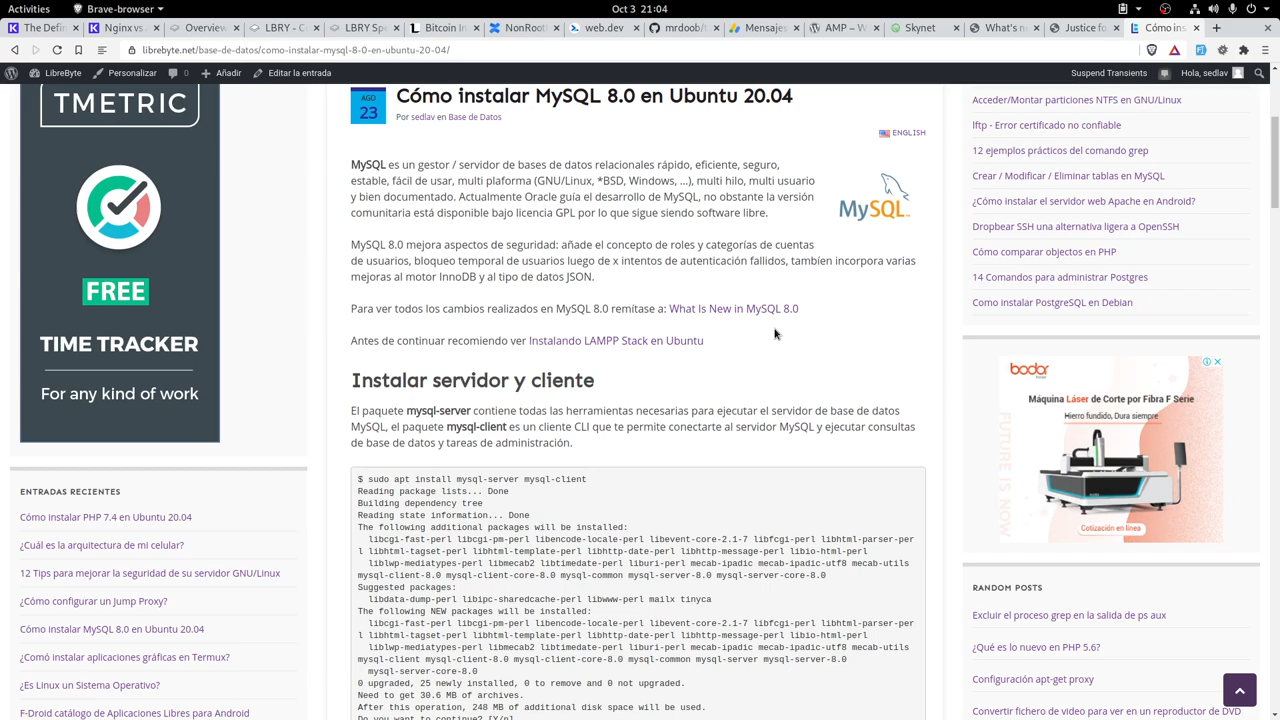 Activities
Brave-browser
Oct 3 21:04
The Defini
Nginx vs A
Overview
LBRY - Co
LBRY Spe
Bitcoin Inv
NonRoot
web.dev
mrdoob/t
Mensajes
AMP – W
Skynet
What's ne
Justice fo
Cómo ins
librebyte.net/base-de-datos/como-instalar-mysql-8-0-en-ubuntu-20-04/
LibreByte
Personalizar
0
Añadir
Editar la entrada
Suspend Transients
Hola, sedlav
TMETRIC
FREE
TIME TRACKER
For any kind of work
ENTRADAS RECIENTES
Cómo instalar PHP 7.4 en Ubuntu 20.04
¿Cuál es la arquitectura de mi celular?
12 Tips para mejorar la seguridad de su servidor GNU/Linux
¿Cómo configurar un Jump Proxy?
Cómo instalar MySQL 8.0 en Ubuntu 20.04
¿Comó instalar aplicaciones gráficas en Termux?
¿Es Linux un Sistema Operativo?
F-Droid catálogo de Aplicaciones Libres para Android
AGO
23
Cómo instalar MySQL 8.0 en Ubuntu 20.04
Por sedlav en Base de Datos
ENGLISH
MySQL es un gestor / servidor de bases de datos relacionales rápido, eficiente, seguro,
estable, fácil de usar, multi plaforma (GNU/Linux, *BSD, Windows, ...), multi hilo, multi usuario
y bien documentado. Actualmente Oracle guía el desarrollo de MySQL, no obstante la versión
comunitaria está disponible bajo licencia GPL por lo que sigue siendo software libre.
MySQL
MySQL 8.0 mejora aspectos de seguridad: añade el concepto de roles y categorías de cuentas
de usuarios, bloqueo temporal de usuarios luego de x intentos de autenticación fallidos, tambíen incorpora varias
mejoras al motor InnoDB y al tipo de datos JSON.
Para ver todos los cambios realizados en MySQL 8.0 remítase a: What Is New in MySQL 8.0
Antes de continuar recomiendo ver Instalando LAMPP Stack en Ubuntu
Instalar servidor y cliente
El paquete mysql-server contiene todas las herramientas necesarias para ejecutar el servidor de base de datos
MySQL, el paquete mysql-client es un cliente CLI que te permite conectarte al servidor MySQL y ejecutar consultas
de base de datos y tareas de administración.
$ sudo apt install mysql-server mysql-client
Reading package lists... Done
Building dependency tree
Reading state information... Done
The following additional packages will be installed:
libcgi-fast-perl libcgi-pm-perl libencode-locale-perl libevent-core-2.1-7 libfcgi-perl libhtml-parser-per
l libhtml-tagset-perl libhtml-template-perl libhttp-date-perl libhttp-message-perl libio-html-perl
liblwp-mediatypes-perl libmecab2 libtimedate-perl liburi-perl mecab-ipadic mecab-ipadic-utf8 mecab-utils
mysql-client-8.0 mysql-client-core-8.0 mysql-common mysql-server-8.0 mysql-server-core-8.0
Suggested packages:
libdata-dump-perl libipc-sharedcache-perl libwww-perl mailx tinyca
The following NEW packages will be installed:
libcgi-fast-perl libcgi-pm-perl libencode-locale-perl libevent-core-2.1-7 libfcgi-perl libhtml-parser-per
l libhtml-tagset-perl libhtml-template-perl libhttp-date-perl libhttp-message-perl libio-html-perl
liblwp-mediatypes-perl libmecab2 libtimedate-perl liburi-perl mecab-ipadic mecab-ipadic-utf8 mecab-utils
mysql-client mysql-client-8.0 mysql-client-core-8.0 mysql-common mysql-server mysql-server-8.0
mysql-server-core-8.0
0 upgraded, 25 newly installed, 0 to remove and 0 not upgraded.
Need to get 30.6 MB of archives.
After this operation, 248 MB of additional disk space will be used.
Do you want to continue? [Y/n]
Acceder/Montar particiones NTFS en GNU/Linux
lftp - Error certificado no confiable
12 ejemplos prácticos del comando grep
Crear / Modificar / Eliminar tablas en MySQL
¿Cómo instalar el servidor web Apache en Android?
Dropbear SSH una alternativa ligera a OpenSSH
Cómo comparar objectos en PHP
14 Comandos para administrar Postgres
Como instalar PostgreSQL en Debian
bodor
Máquina Láser de Corte por Fibra F Serie
Hierro fundido, Dura siempre
Cotización en línea
RANDOM POSTS
Excluir el proceso grep en la salida de ps aux
¿Qué es lo nuevo en PHP 5.6?
Configuración apt-get proxy
Convertir fichero de video para ver en un reproductor de DVD